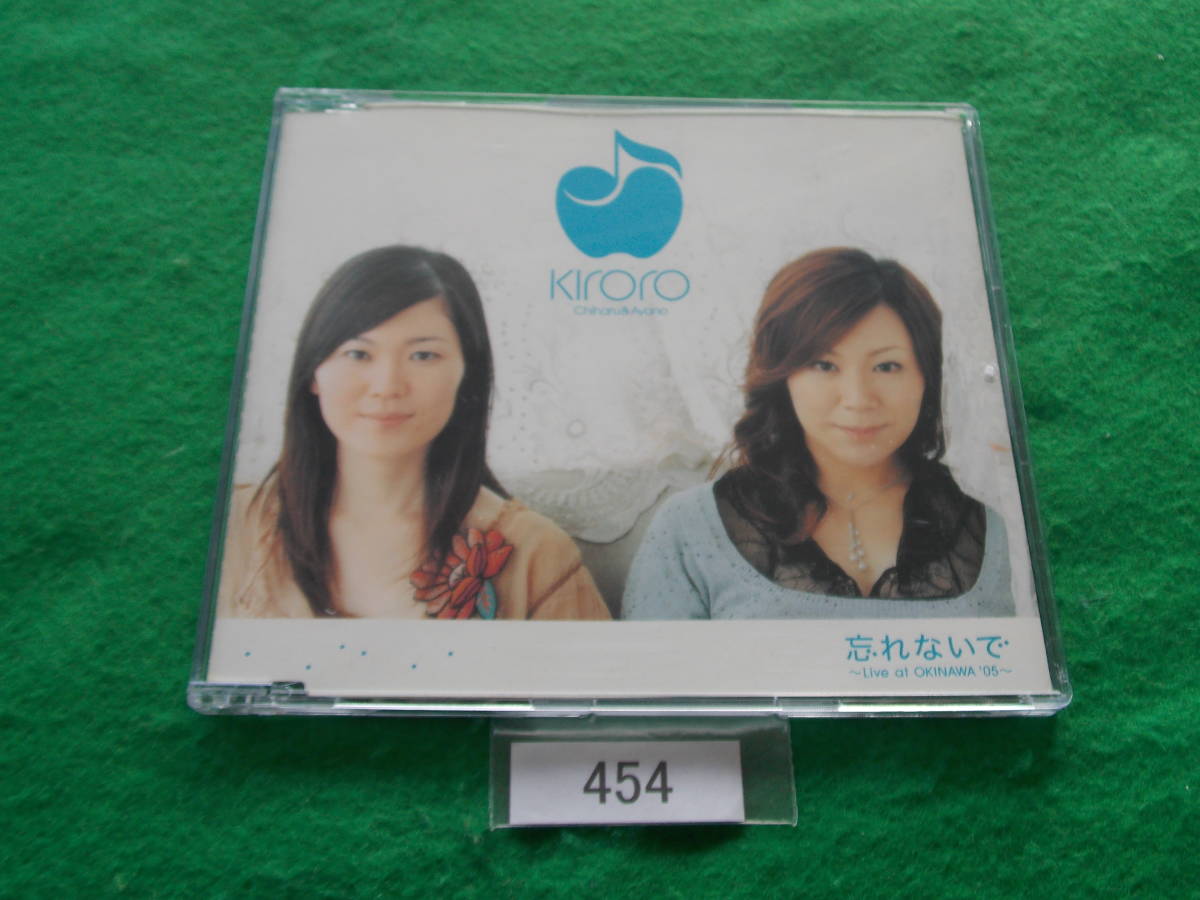 Kiroro
Chiharu&Ayano
忘れないで
～Live at OKINAWA '05～
454